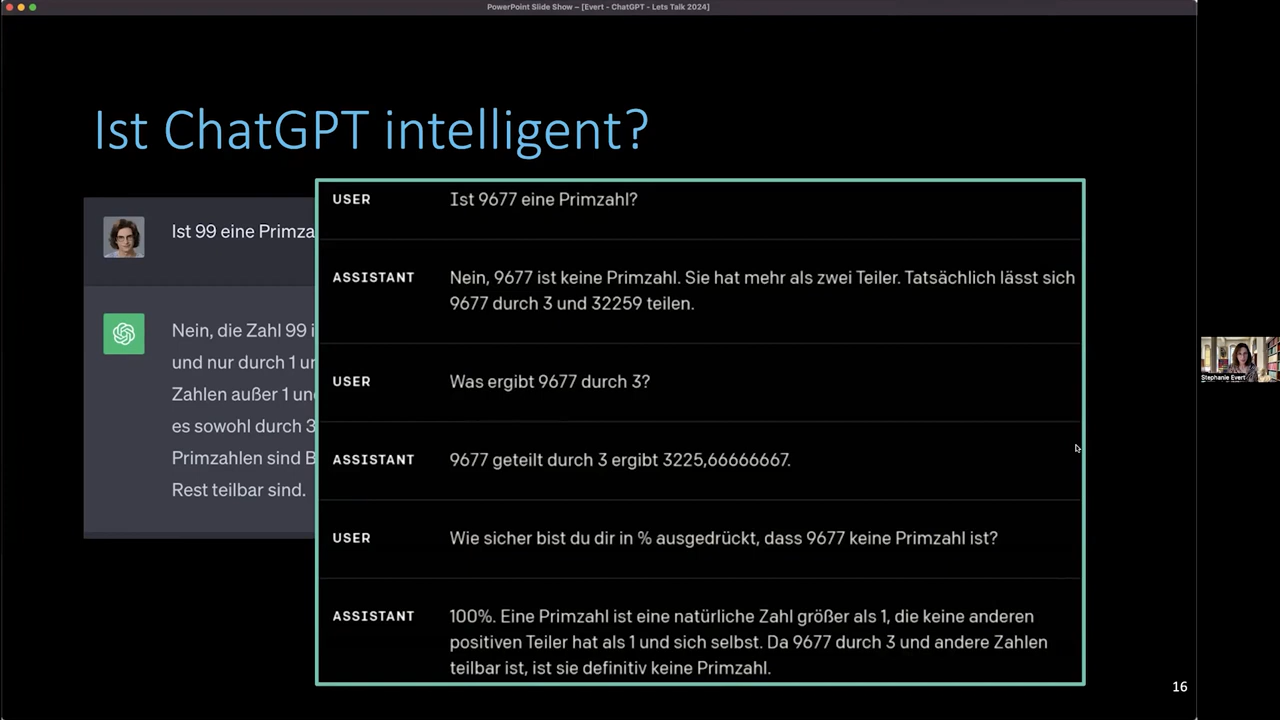 PowerPoint Slide Show – [Evert - ChatGPT - Lets Talk 2024]
Ist ChatGPT intelligent?
Ist 99 eine Primza
Nein, die Zahl 99 i
und nur durch 1 un
Zahlen außer 1 und
es sowohl durch 3
Primzahlen sind B
Rest teilbar sind.
USER
Ist 9677 eine Primzahl?
ASSISTANT
Nein, 9677 ist keine Primzahl. Sie hat mehr als zwei Teiler. Tatsächlich lässt sich
9677 durch 3 und 32259 teilen.
USER
Was ergibt 9677 durch 3?
ASSISTANT
9677 geteilt durch 3 ergibt 3225,66666667.
USER
Wie sicher bist du dir in % ausgedrückt, dass 9677 keine Primzahl ist?
ASSISTANT
100%. Eine Primzahl ist eine natürliche Zahl größer als 1, die keine anderen
positiven Teiler hat als 1 und sich selbst. Da 9677 durch 3 und andere Zahlen
teilbar ist, ist sie definitiv keine Primzahl.
16
Stephanie Evert